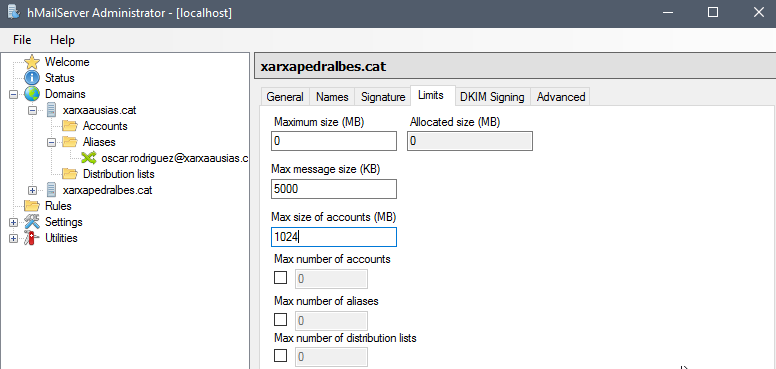 hMailServer Administrator - [localhost]
File Help
Welcome
Status
Domains
xarxaausias.cat
Accounts
Aliases
oscar.rodriguez@xarxaausias.c
Distribution lists
xarxapedralbes.cat
Rules
Settings
Utilities
xarxapedralbes.cat
General Names Signature Limits DKIM Signing Advanced
Maximum size (MB) Allocated size (MB)
0 0
Max message size (KB)
5000
Max size of accounts (MB)
1024
Max number of accounts
0
Max number of aliases
0
Max number of distribution lists
0